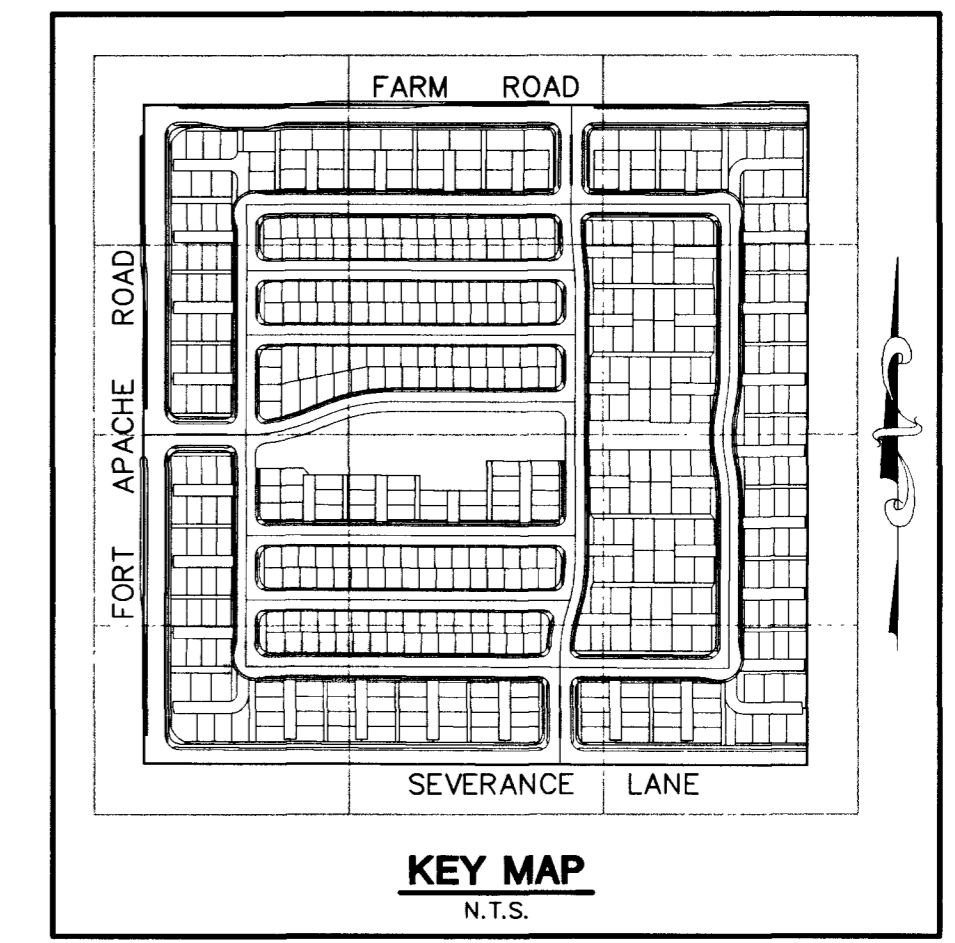 FARM ROAD
FORT APACHE ROAD
SEVERANCE LANE
KEY MAP
N.T.S.